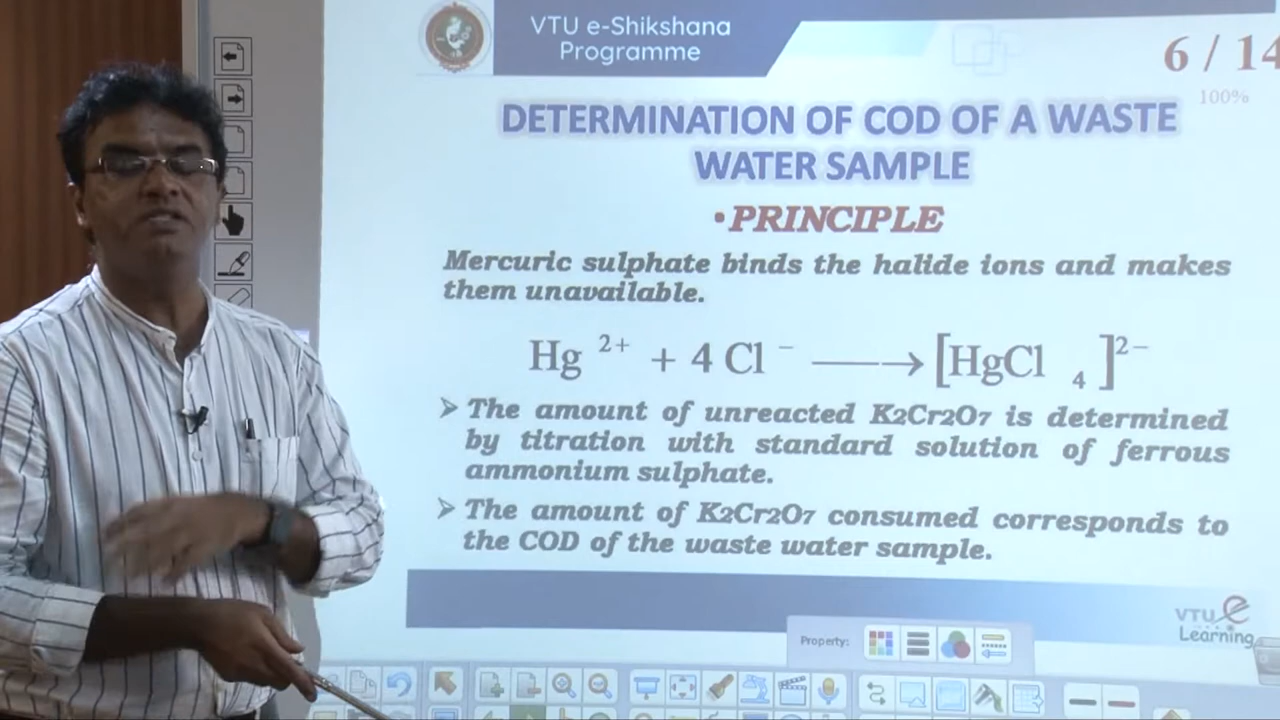 VTU e-Shikshana
Programme
6 / 14
100%
DETERMINATION OF COD OF A WASTE
WATER SAMPLE
• PRINCIPLE
Mercuric sulphate binds the halide ions and makes
them unavailable.
Hg 2+ + 4 Cl − ⟶ [HgCl 4 ]2−
➢ The amount of unreacted K2Cr2O7 is determined
by titration with standard solution of ferrous
ammonium sulphate.
➢ The amount of K2Cr2O7 consumed corresponds to
the COD of the waste water sample.
VTU e
Learning
Property: